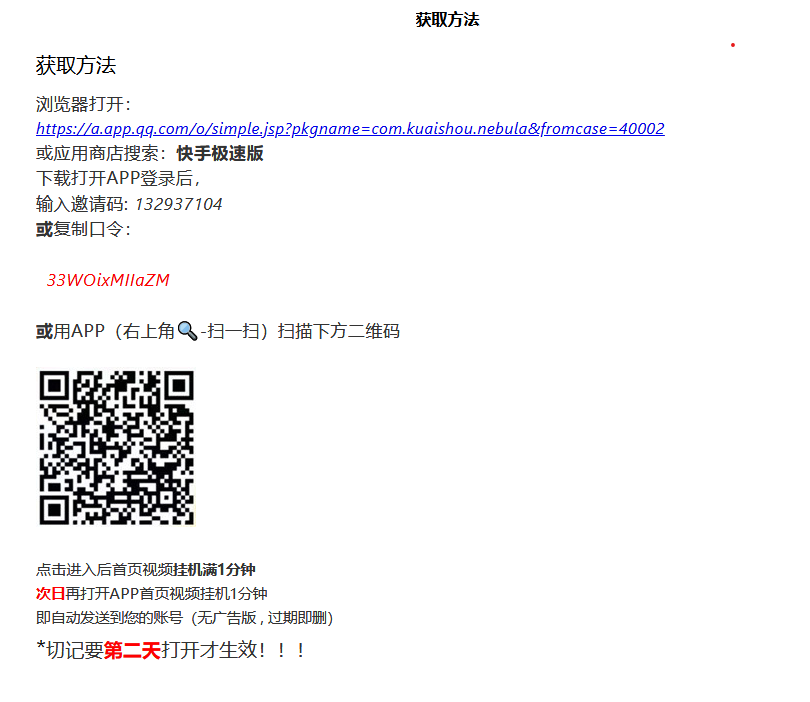 获取方法
获取方法
浏览器打开：
https://a.app.qq.com/o/simple.jsp?pkgname=com.kuaishou.nebula&fromcase=40002
或应用商店搜索：快手极速版
下载打开APP登录后，
输入邀请码: 132937104
或复制口令：
33WOixMIIaZM
或用APP（右上角🔍-扫一扫）扫描下方二维码
点击进入后首页视频挂机满1分钟
次日再打开APP首页视频挂机1分钟
即自动发送到您的账号（无广告版 , 过期即删）
*切记要第二天打开才生效！！！